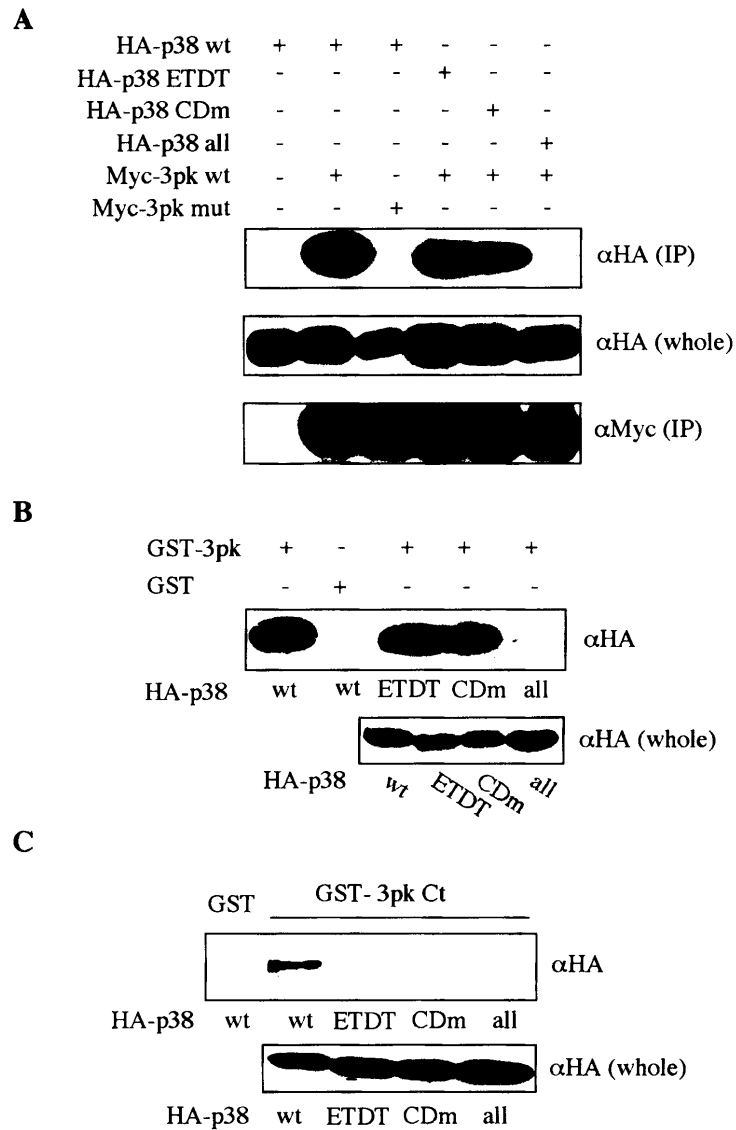 A
HA-p38 wt + + + - - -
HA-p38 ETDT - - - + - -
HA-p38 CDm - - - - + -
HA-p38 all - - - - - +
Myc-3pk wt - + - + + +
Myc-3pk mut - - + - - -
αHA (IP)
αHA (whole)
αMyc (IP)
B
GST-3pk + - + + +
GST - + - - -
αHA
HA-p38 wt wt ETDT CDm all
αHA (whole)
HA-p38 wt ETDT CDm all
C
GST GST- 3pk Ct
αHA
HA-p38 wt wt ETDT CDm all
αHA (whole)
HA-p38 wt ETDT CDm all